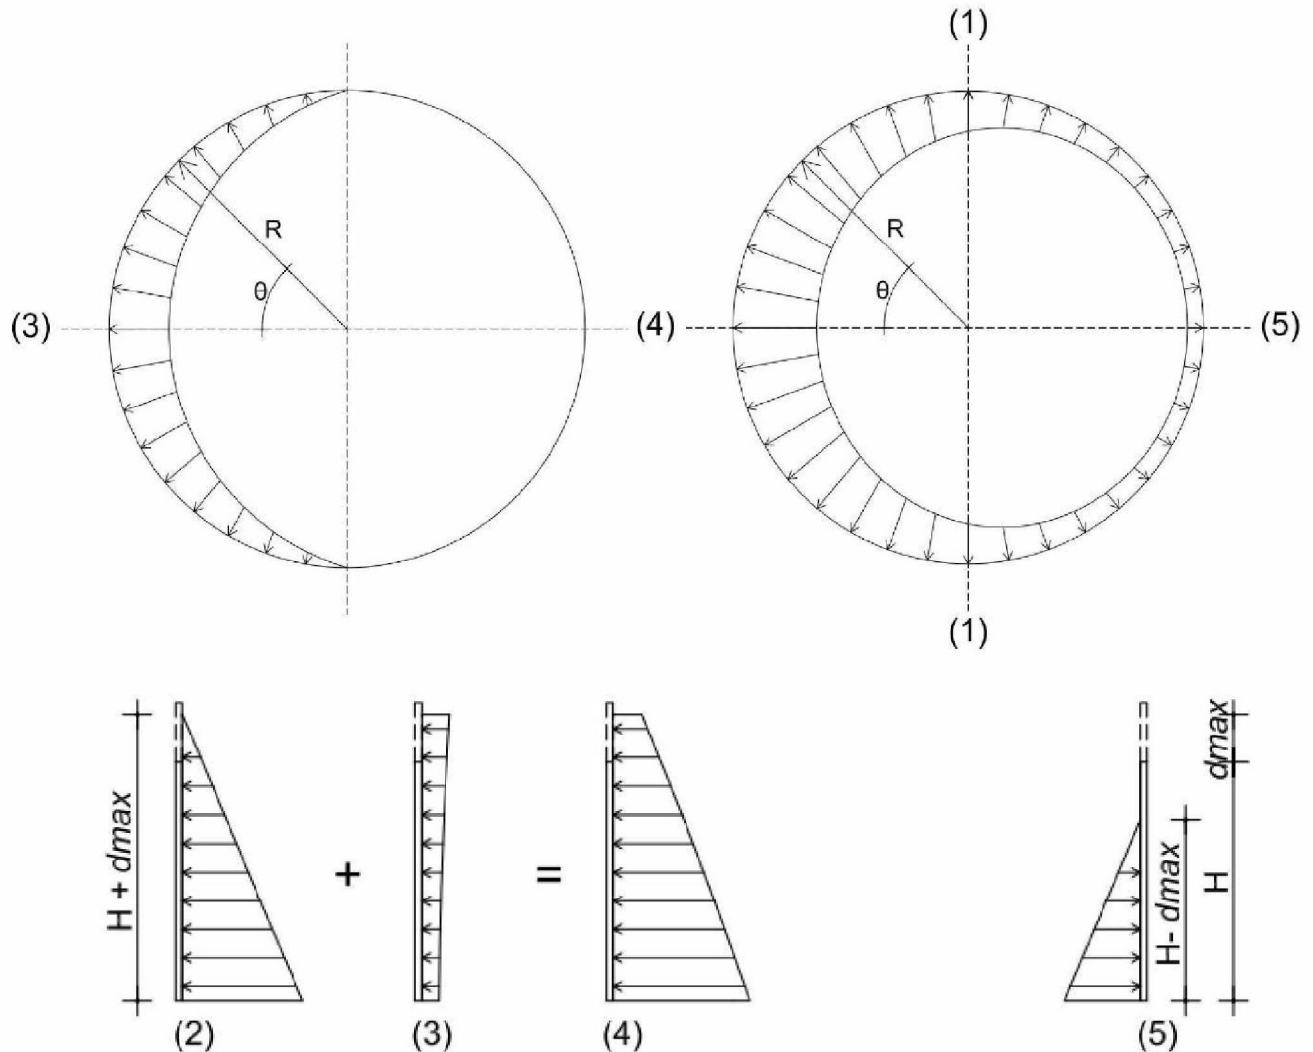 (1)
R
θ
(3)
R
θ
(4)
(5)
(1)
H + dmax
+
=
dmax
H
H- dmax
(2)
(3)
(4)
(5)